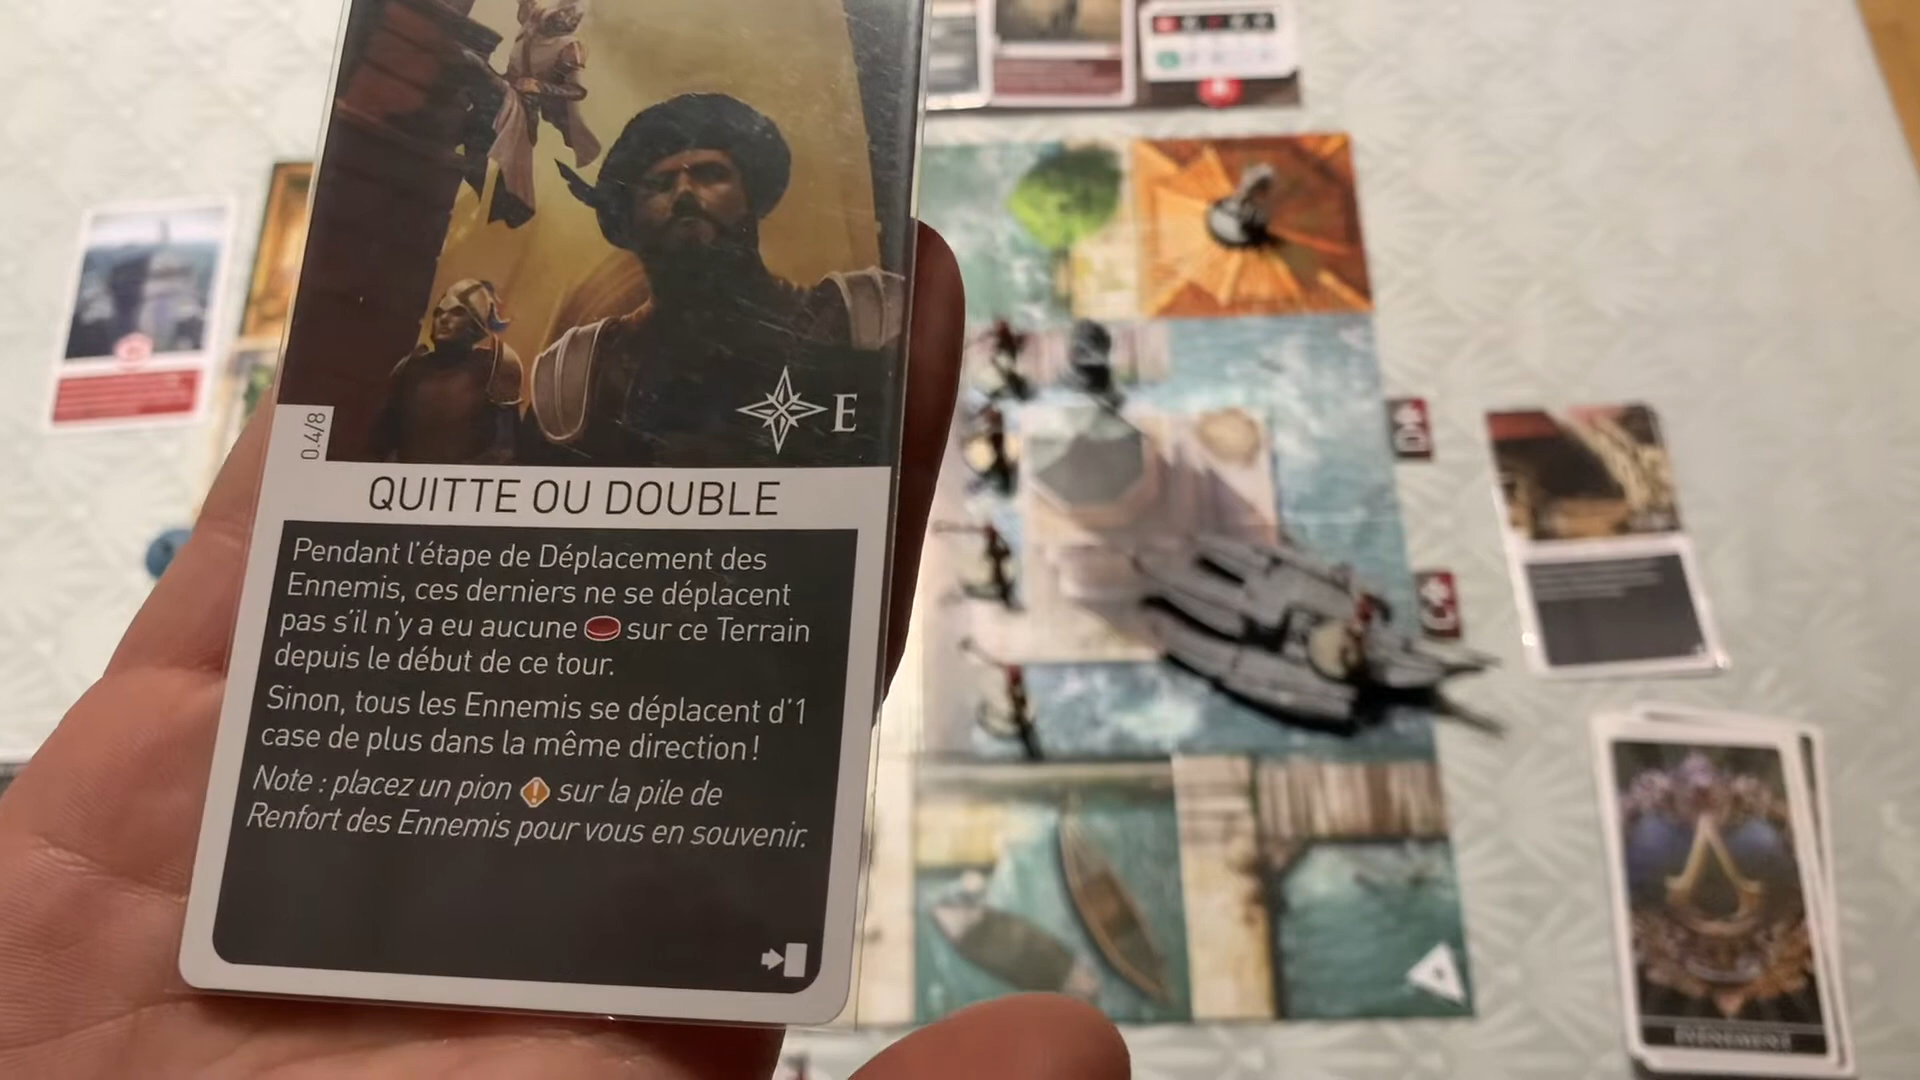 E
0.4/8
QUITTE OU DOUBLE
Pendant l'étape de Déplacement des
Ennemis, ces derniers ne se déplacent
pas s'il n'y a eu aucune sur ce Terrain
depuis le début de ce tour.
Sinon, tous les Ennemis se déplacent d'1
case de plus dans la même direction !
Note : placez un pion sur la pile de
Renfort des Ennemis pour vous en souvenir.
ÉVÉNEMENT